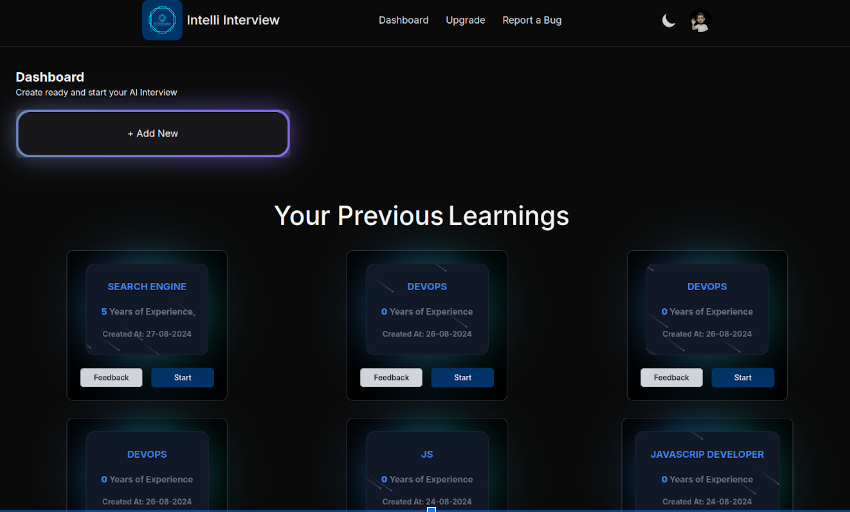 Intelli Interview Dashboard Upgrade Report a Bug
Dashboard
Create ready and start your AI Interview
+ Add New
Your Previous Learnings
SEARCH ENGINE
5 Years of Experience
Created At: 27-08-2024
Feedback Start
DEVOPS
0 Years of Experience
Created At: 26-08-2024
Feedback Start
DEVOPS
0 Years of Experience
Created At: 26-08-2024
Feedback Start
DEVOPS
0 Years of Experience
Created At: 26-08-2024
JS
0 Years of Experience
Created At: 24-08-2024
JAVASCRIP DEVELOPER
0 Years of Experience
Created At: 23-08-2024